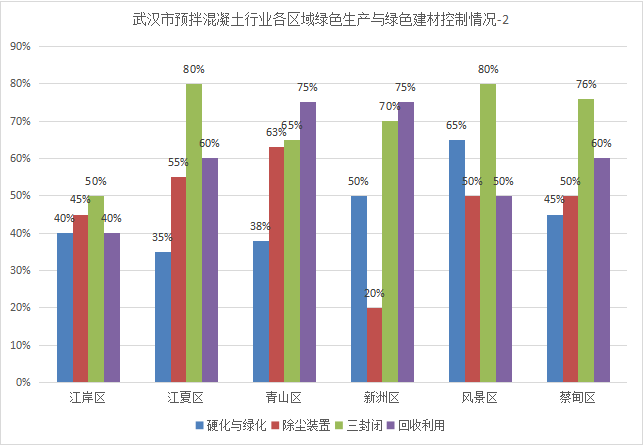 武汉市预拌混凝土行业各区域绿色生产与绿色建材控制情况-2
90%
80%
70%
60%
50%
40%
30%
20%
10%
0%
40% 45% 50% 40%
35% 55% 80% 60%
38% 63% 65% 75%
50% 20% 70% 75%
65% 50% 80% 50%
45% 50% 76% 60%
江岸区 江夏区 青山区 新洲区 风景区 蔡甸区
硬化与绿化 除尘装置 三封闭 回收利用